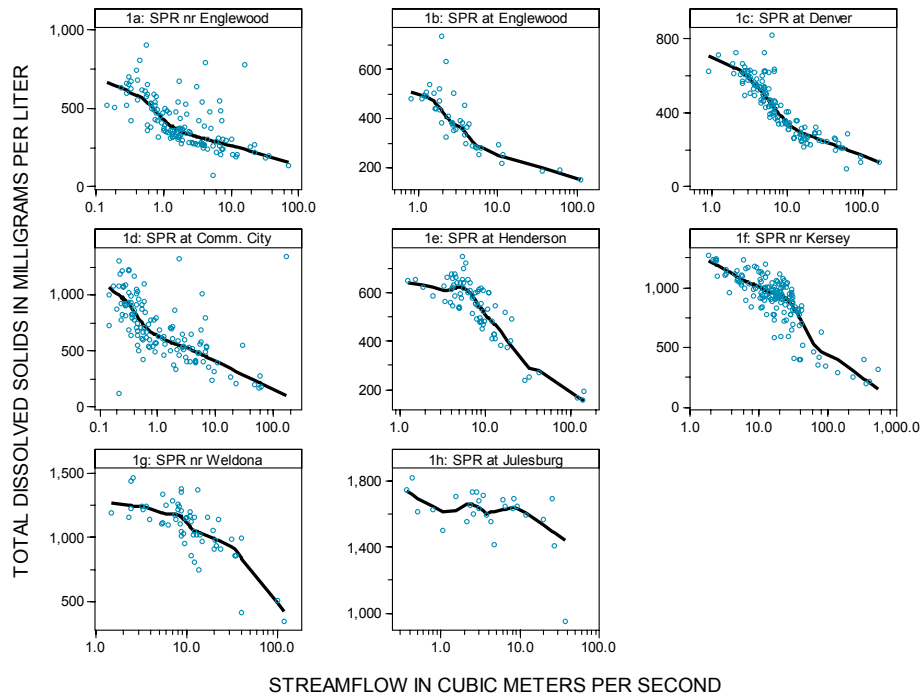 TOTAL DISSOLVED SOLIDS IN MILLIGRAMS PER LITER
1a: SPR nr Englewood
1,000
500
0
0.1 1.0 10.0 100.0
1b: SPR at Englewood
600
400
200
1.0 10.0 100.0
1c: SPR at Denver
800
400
0
1.0 10.0 100.0
1d: SPR at Comm. City
1,000
500
0
0.1 1.0 10.0 100.0
1e: SPR at Henderson
600
400
200
1.0 10.0 100.0
1f: SPR nr Kersey
1,000
500
0
1.0 10.0 100.0 1,000.0
1g: SPR nr Weldona
1,500
1,000
500
1.0 10.0 100.0
1h: SPR at Julesburg
1,800
1,400
1,000
1.0 10.0 100.0
STREAMFLOW IN CUBIC METERS PER SECOND